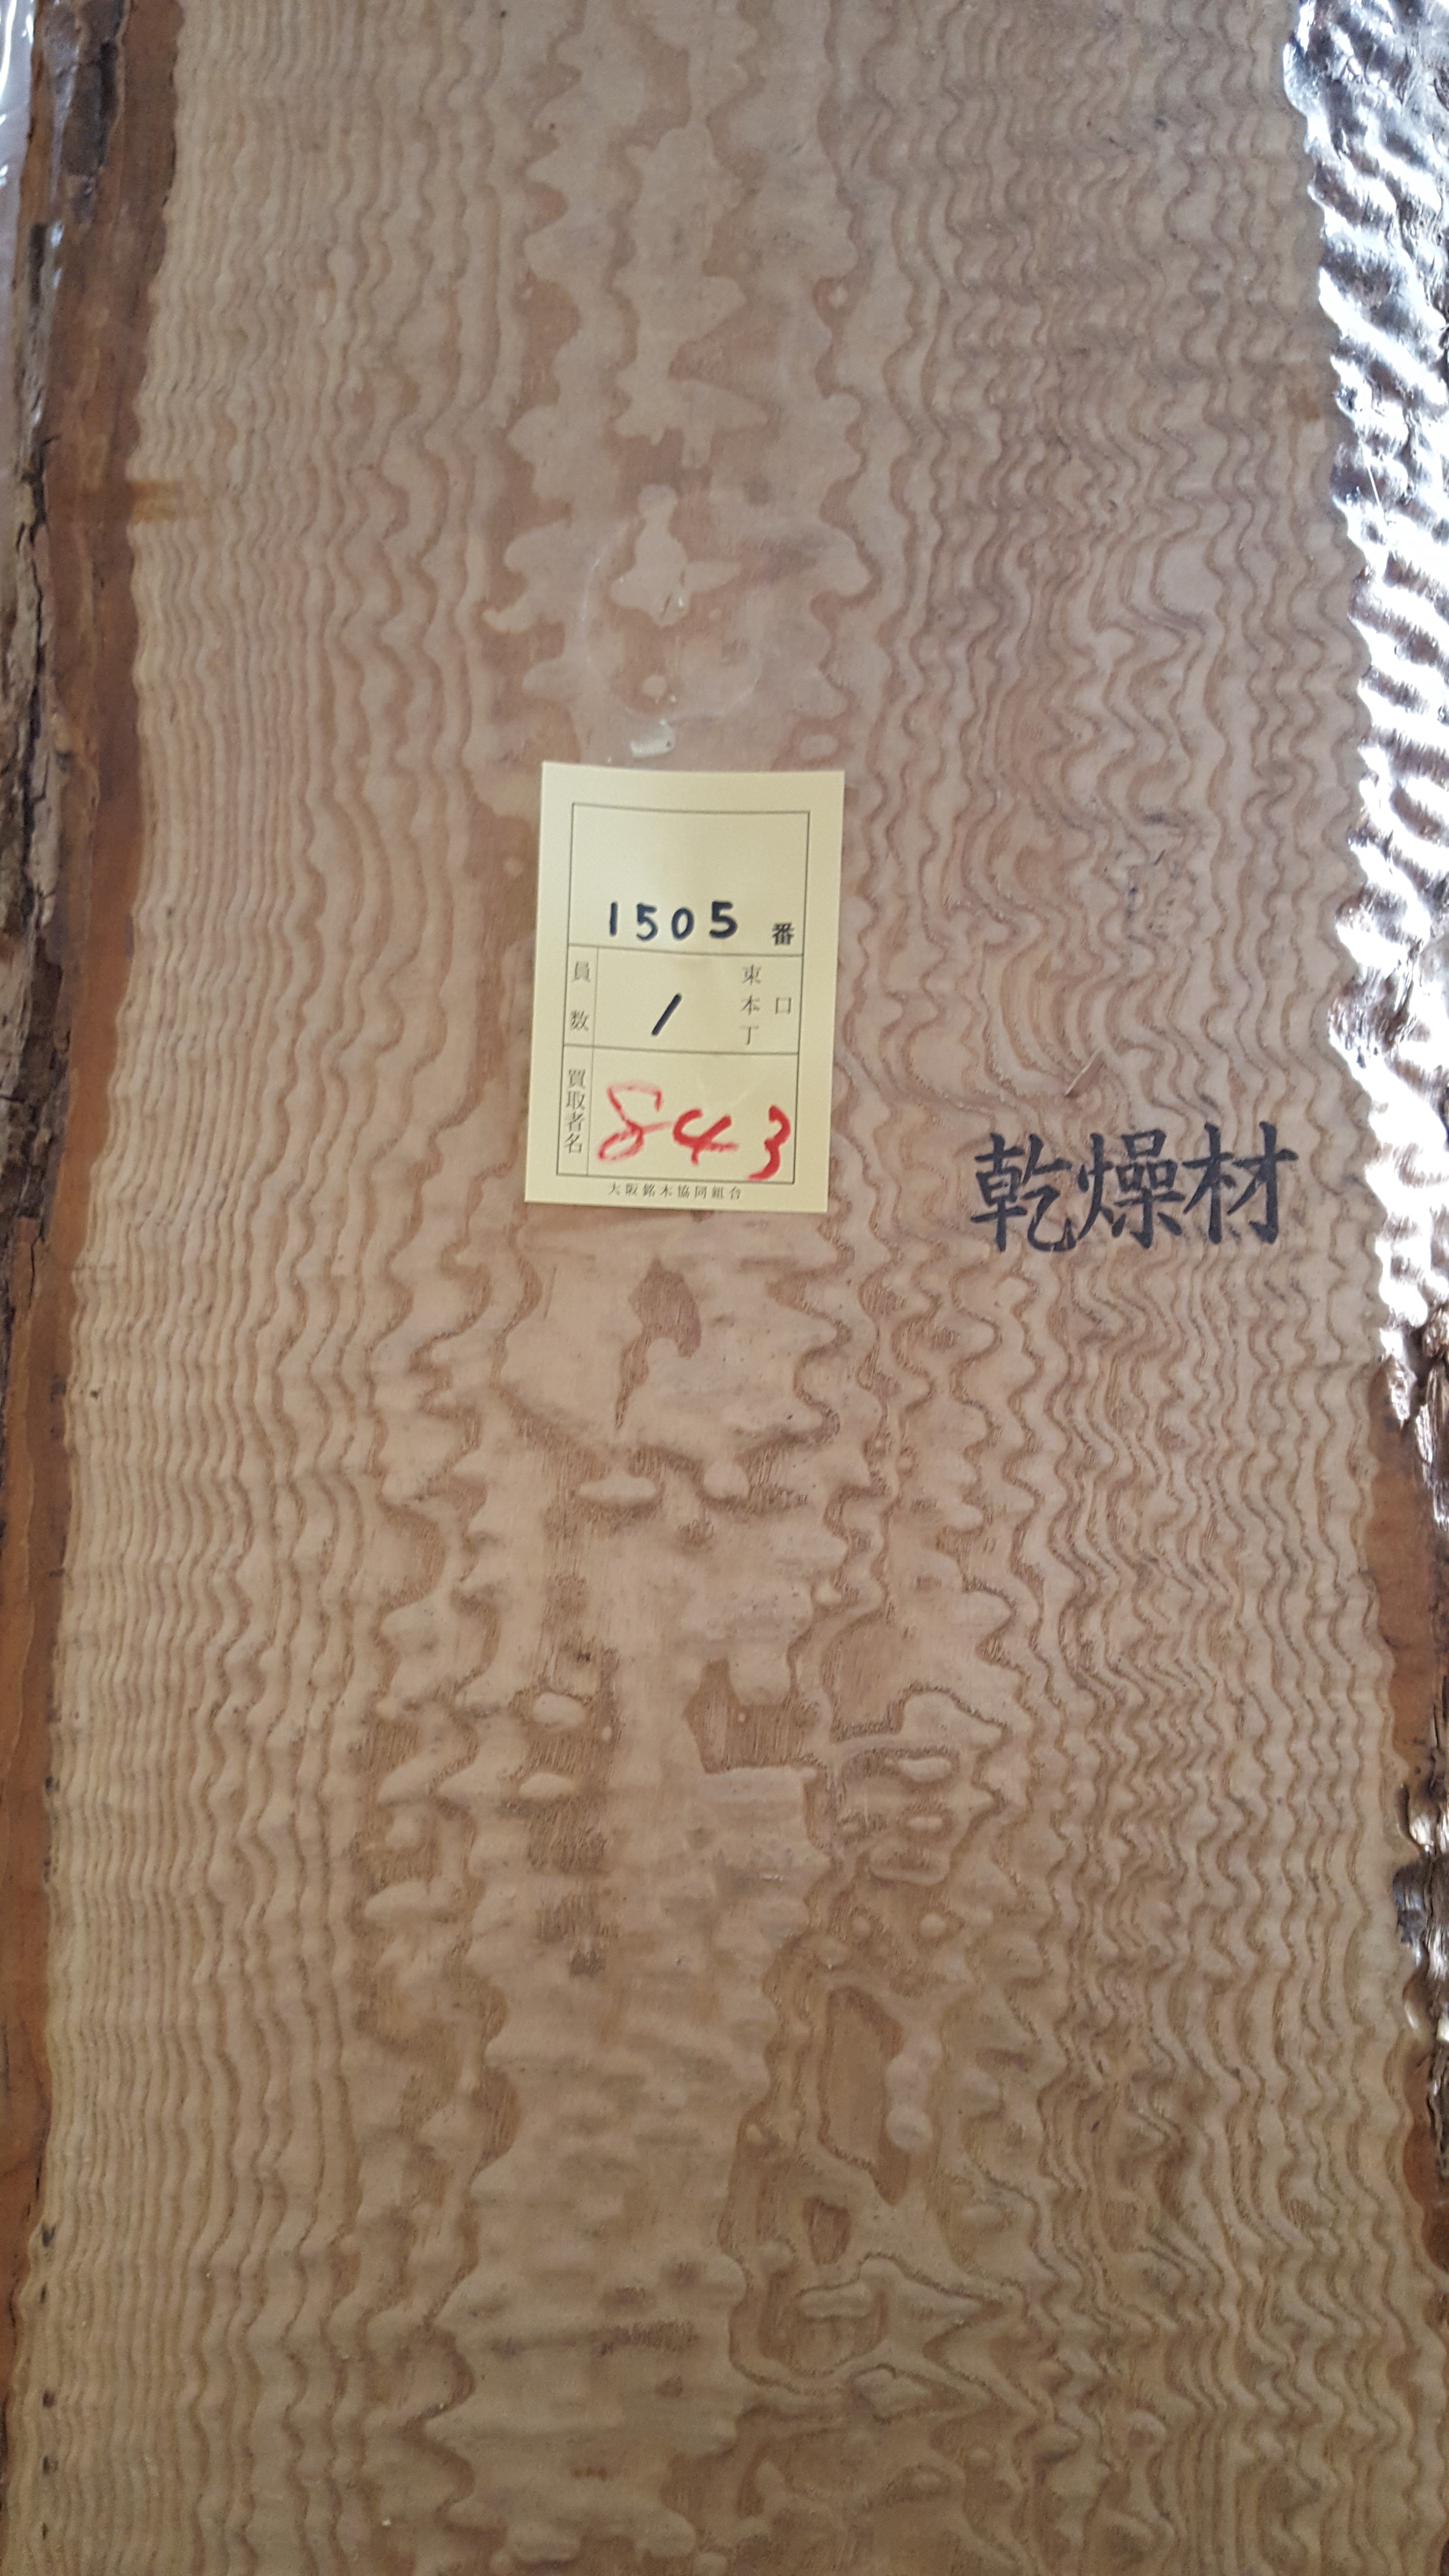 1505 番
員数 1 束本丁 口
買取者名 843
大阪銘木協同組合
乾燥材